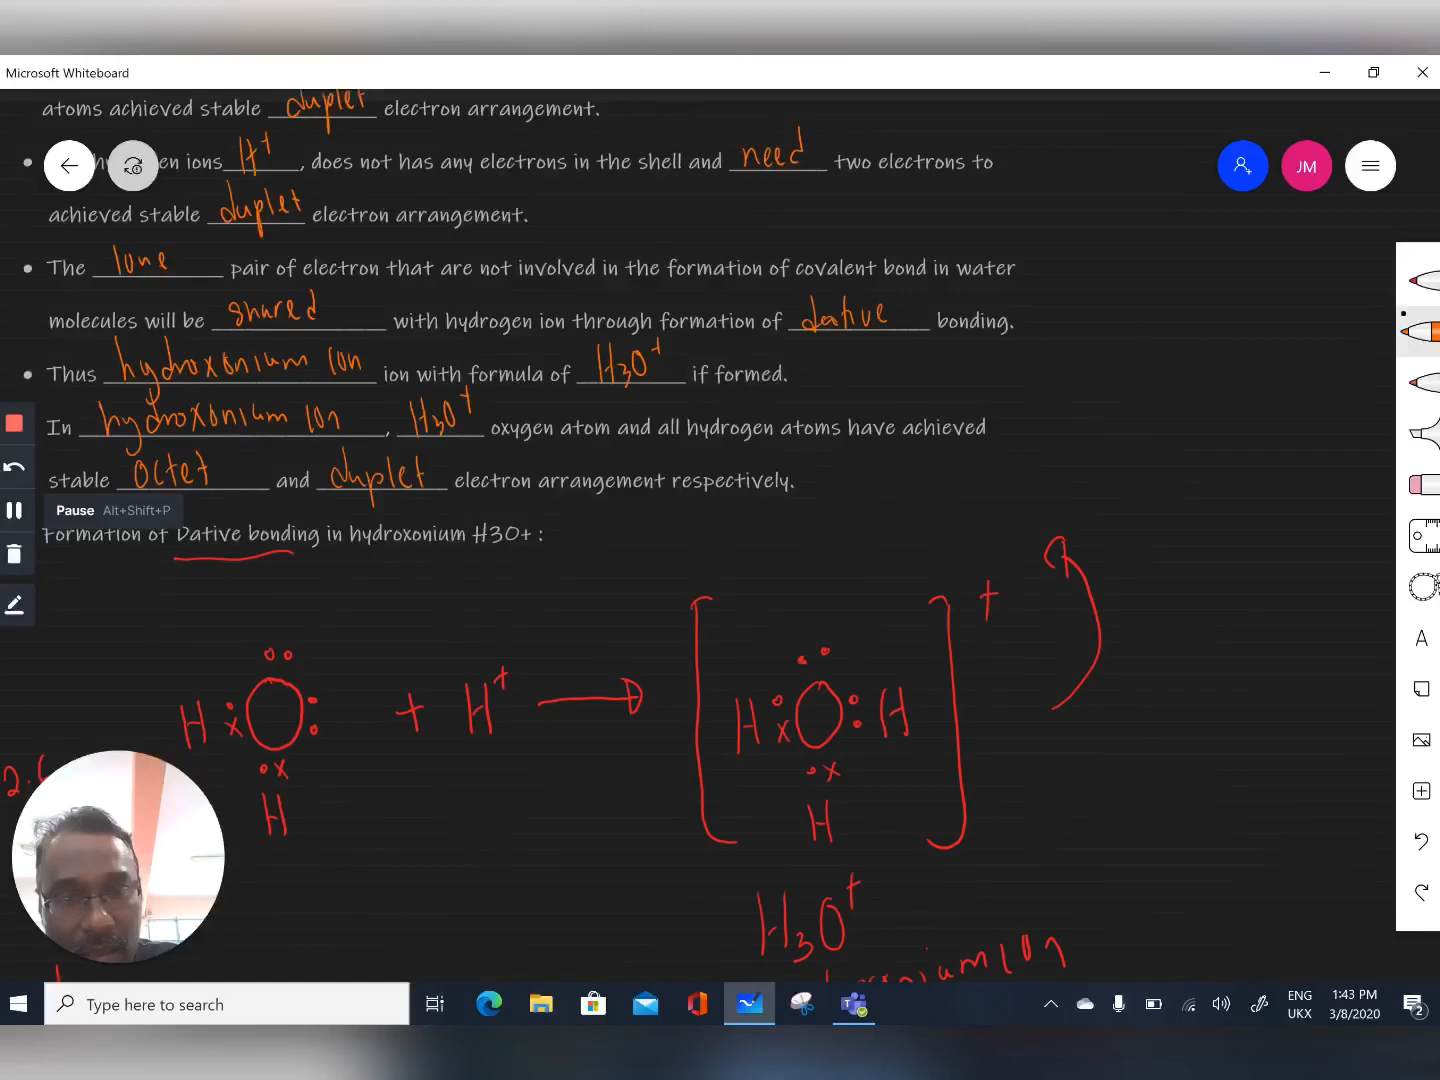 Microsoft Whiteboard
atoms achieved stable duplet electron arrangement.
en ions H+, does not has any electrons in the shell and need two electrons to
achieved stable duplet electron arrangement.
JM
The lone pair of electron that are not involved in the formation of covalent bond in water
molecules will be shared with hydrogen ion through formation of dative bonding.
Thus hydroxonium ion ion with formula of H3O+ if formed.
In hydroxonium ion, H3O+ oxygen atom and all hydrogen atoms have achieved
stable octet and duplet electron arrangement respectively.
Pause Alt+Shift+P
Formation of Dative bonding in hydroxonium H3O+ :
+
H O + H+ → [H O H]
H H
2.
H3O+
ion
A
Type here to search
ENG
UKX
1:43 PM
3/8/2020
2